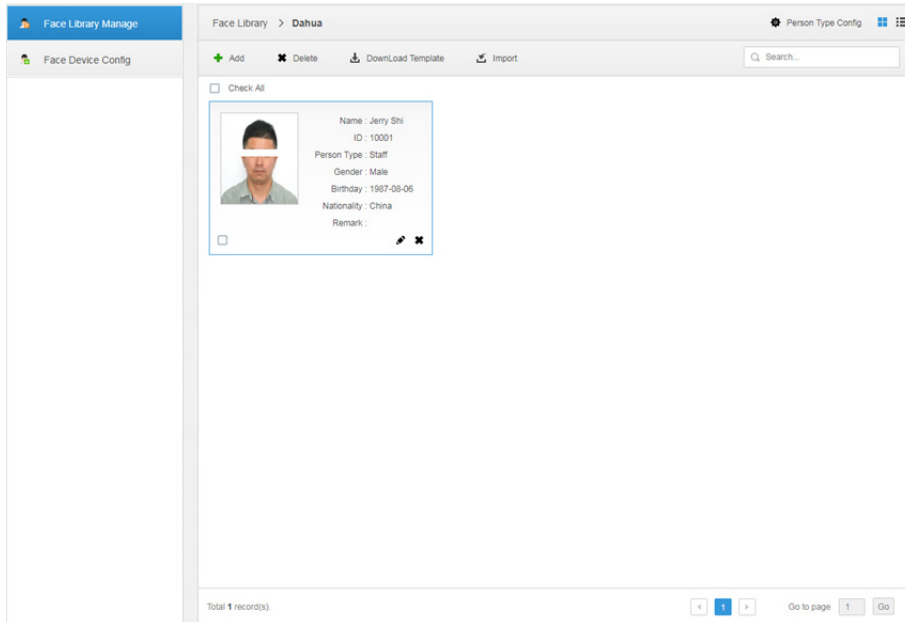 Face Library Manage
Face Device Config
Face Library > Dahua
Person Type Config
Add Delete DownLoad Template Import
Search...
Check All
Name : Jerry Shi
ID : 10001
Person Type : Staff
Gender : Male
Birthday : 1987-08-06
Nationality : China
Remark :
Total 1 record(s).
1
Go to page 1 Go